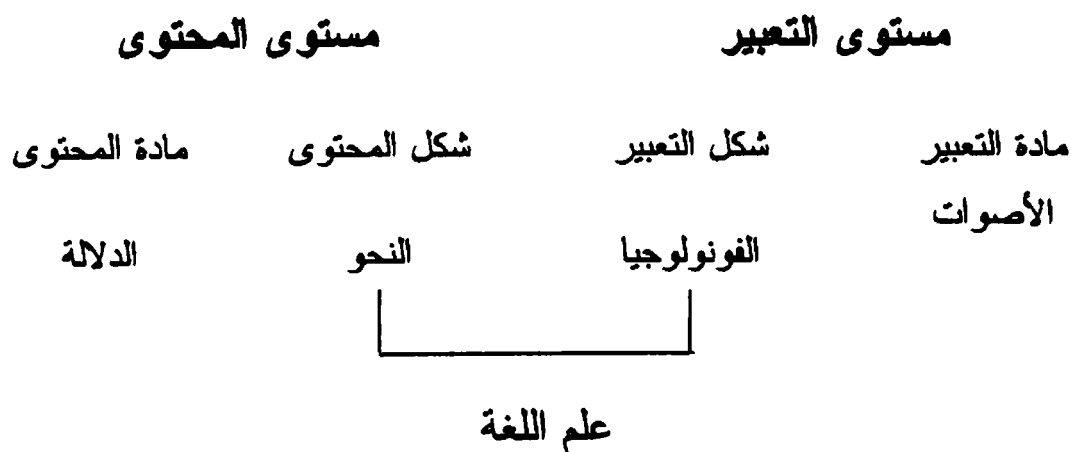 مستوى التعبير مستوى المحتوى
مادة التعبير شكل التعبير شكل المحتوى مادة المحتوى
الأصوات
الفونولوجيا النحو الدلالة
علم اللغة